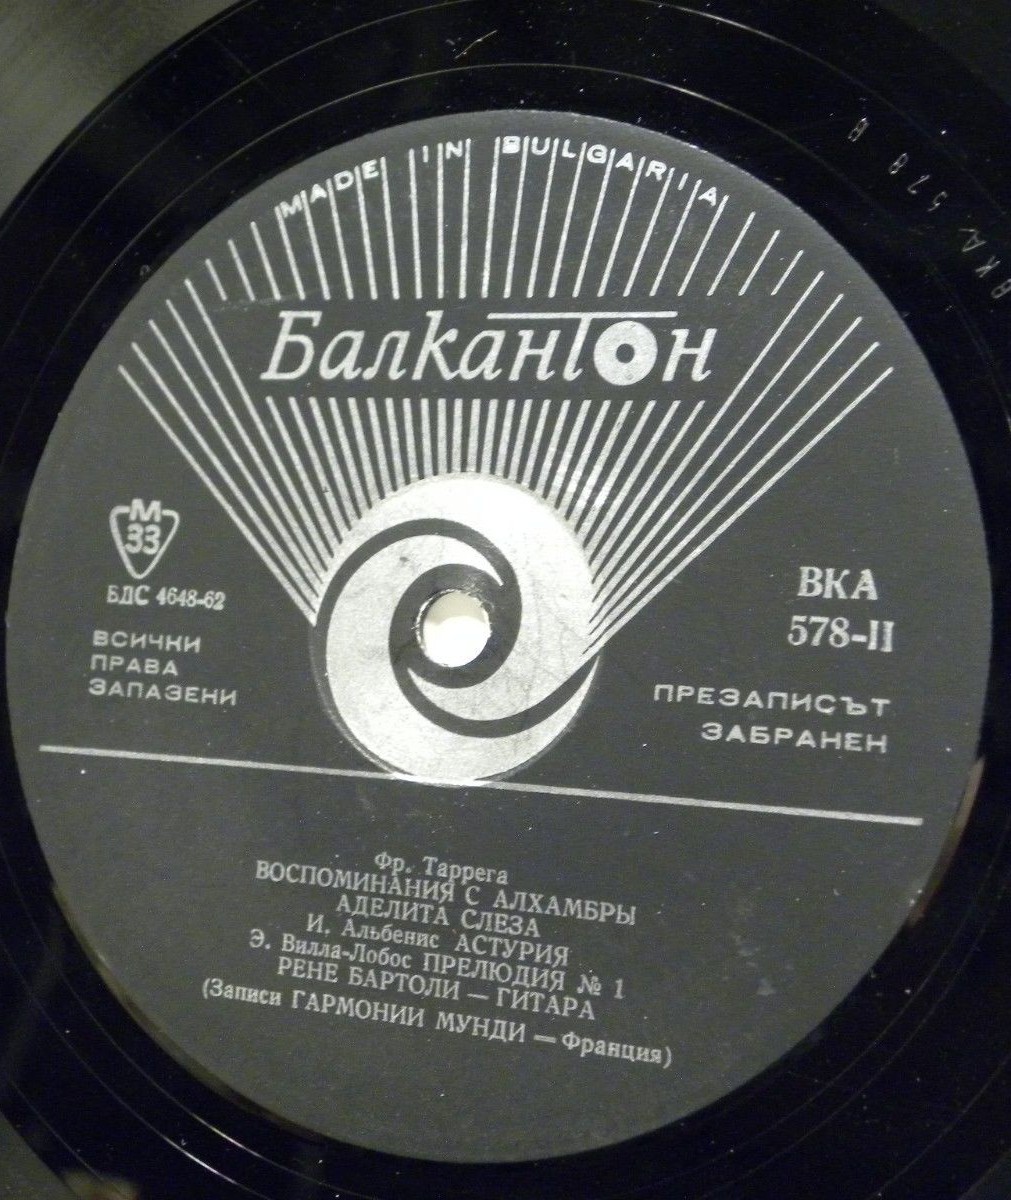 MADE IN BULGARIA
Балкантон
М
33
БДС 4648-62
ВСИЧКИ
ПРАВА
ЗАПАЗЕНИ
ВКА
578-II
ПРЕЗАПИСЪТ
ЗАБРАНЕН
Фр. Таррега
ВОСПОМИНАНИЯ С АЛХАМБРЫ
АДЕЛИТА СЛЕЗА
И. Альбенис АСТУРИЯ
Э. Вилла-Лобос ПРЕЛЮДИЯ № 1
РЕНЕ БАРТОЛИ — ГИТАРА
(Записи ГАРМОНИИ МУНДИ — Франция)
ВКА 578 В